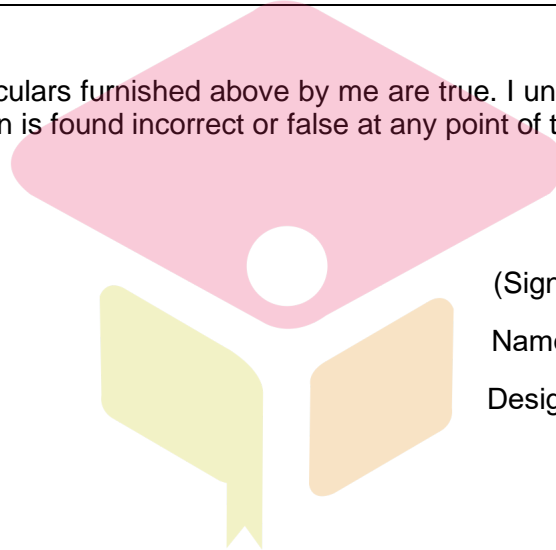 culars furnished above by me are true. I un
n is found incorrect or false at any point of t
(Sign
Name
Desig